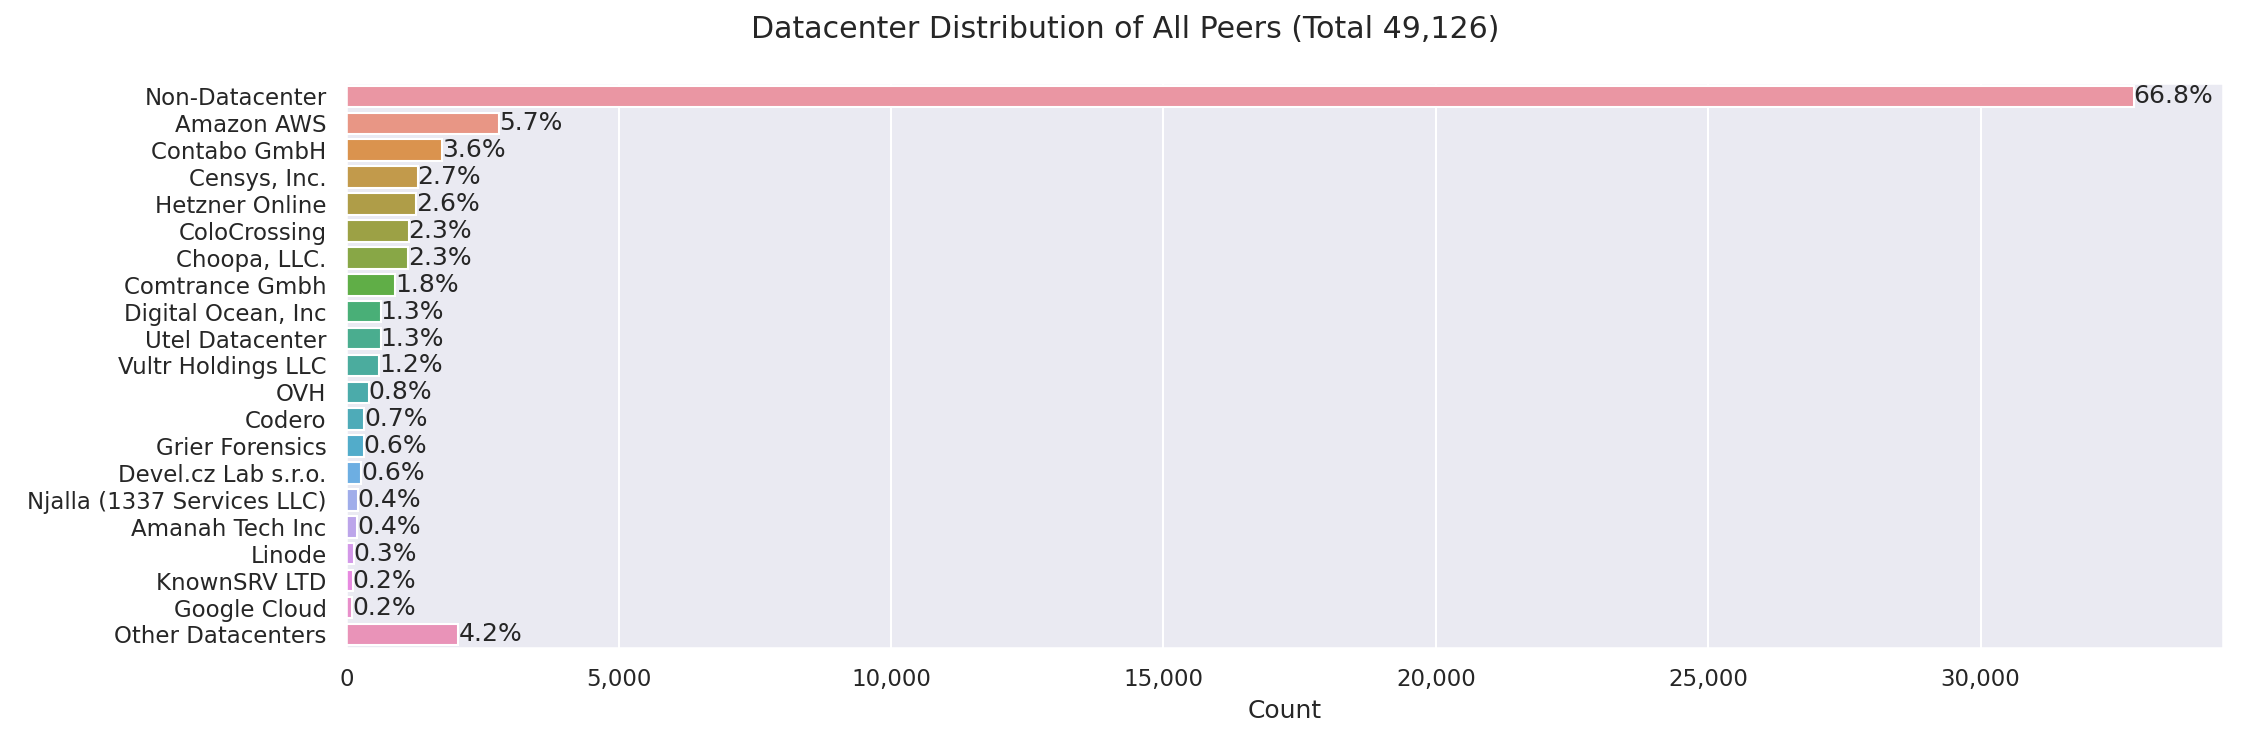 Datacenter Distribution of All Peers (Total 49,126)
Non-Datacenter 66.8%
Amazon AWS 5.7%
Contabo GmbH 3.6%
Censys, Inc. 2.7%
Hetzner Online 2.6%
ColoCrossing 2.3%
Choopa, LLC. 2.3%
Comtrance Gmbh 1.8%
Digital Ocean, Inc 1.3%
Utel Datacenter 1.3%
Vultr Holdings LLC 1.2%
OVH 0.8%
Codero 0.7%
Grier Forensics 0.6%
Devel.cz Lab s.r.o. 0.6%
Njalla (1337 Services LLC) 0.4%
Amanah Tech Inc 0.4%
Linode 0.3%
KnownSRV LTD 0.2%
Google Cloud 0.2%
Other Datacenters 4.2%
0 5,000 10,000 15,000 20,000 25,000 30,000
Count